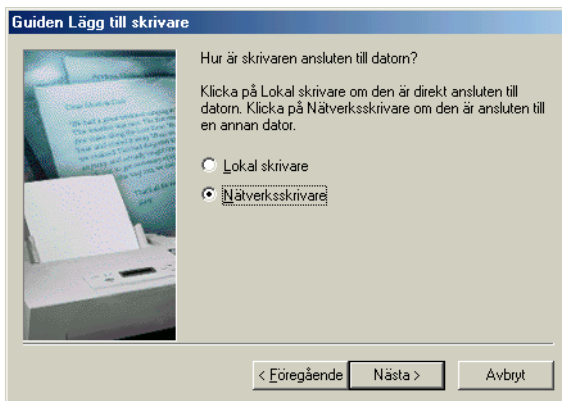 Guiden Lägg till skrivare
Hur är skrivaren ansluten till datorn?
Klicka på Lokal skrivare om den är direkt ansluten till
datorn. Klicka på Nätverksskrivare om den är ansluten till
en annan dator.
Lokal skrivare
Nätverksskrivare
< Föregående
Nästa >
Avbryt